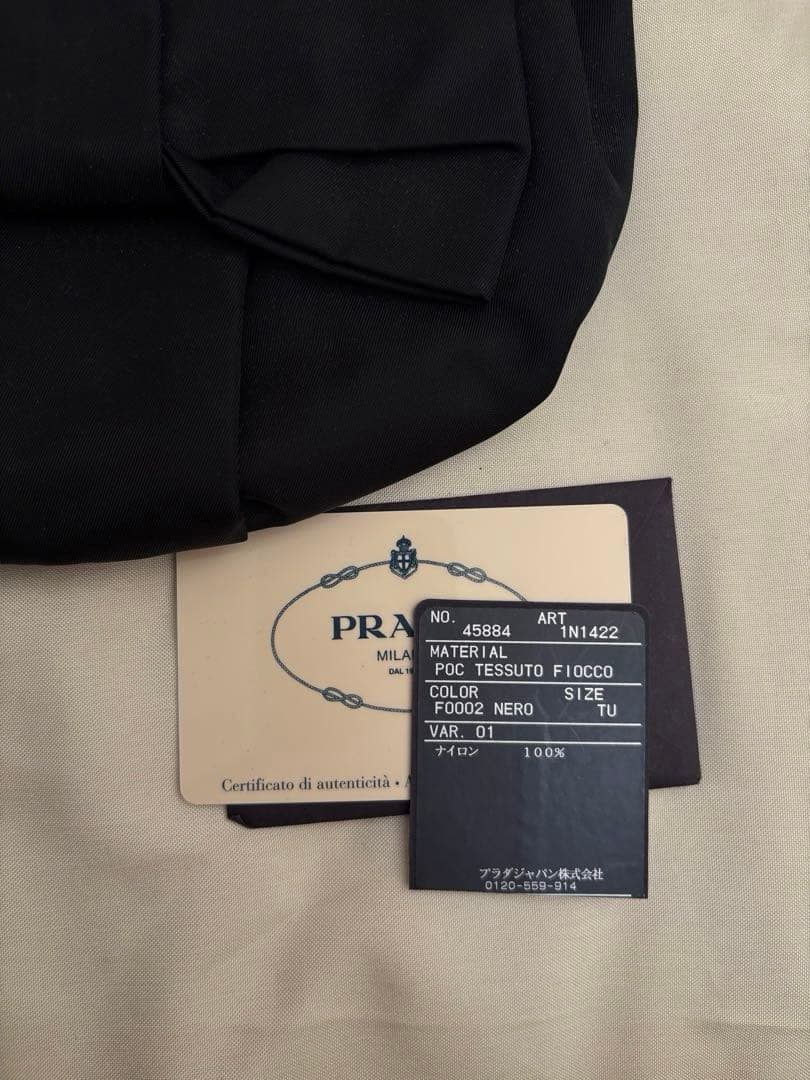 PRA
MILA
DAL 19
Certificato di autenticità •
NO. ART
45884 1N1422
MATERIAL
POC TESSUTO FIOCCO
COLOR SIZE
F0002 NERO TU
VAR. 01
ナイロン 100%
プラダジャパン株式会社
0120-559-914